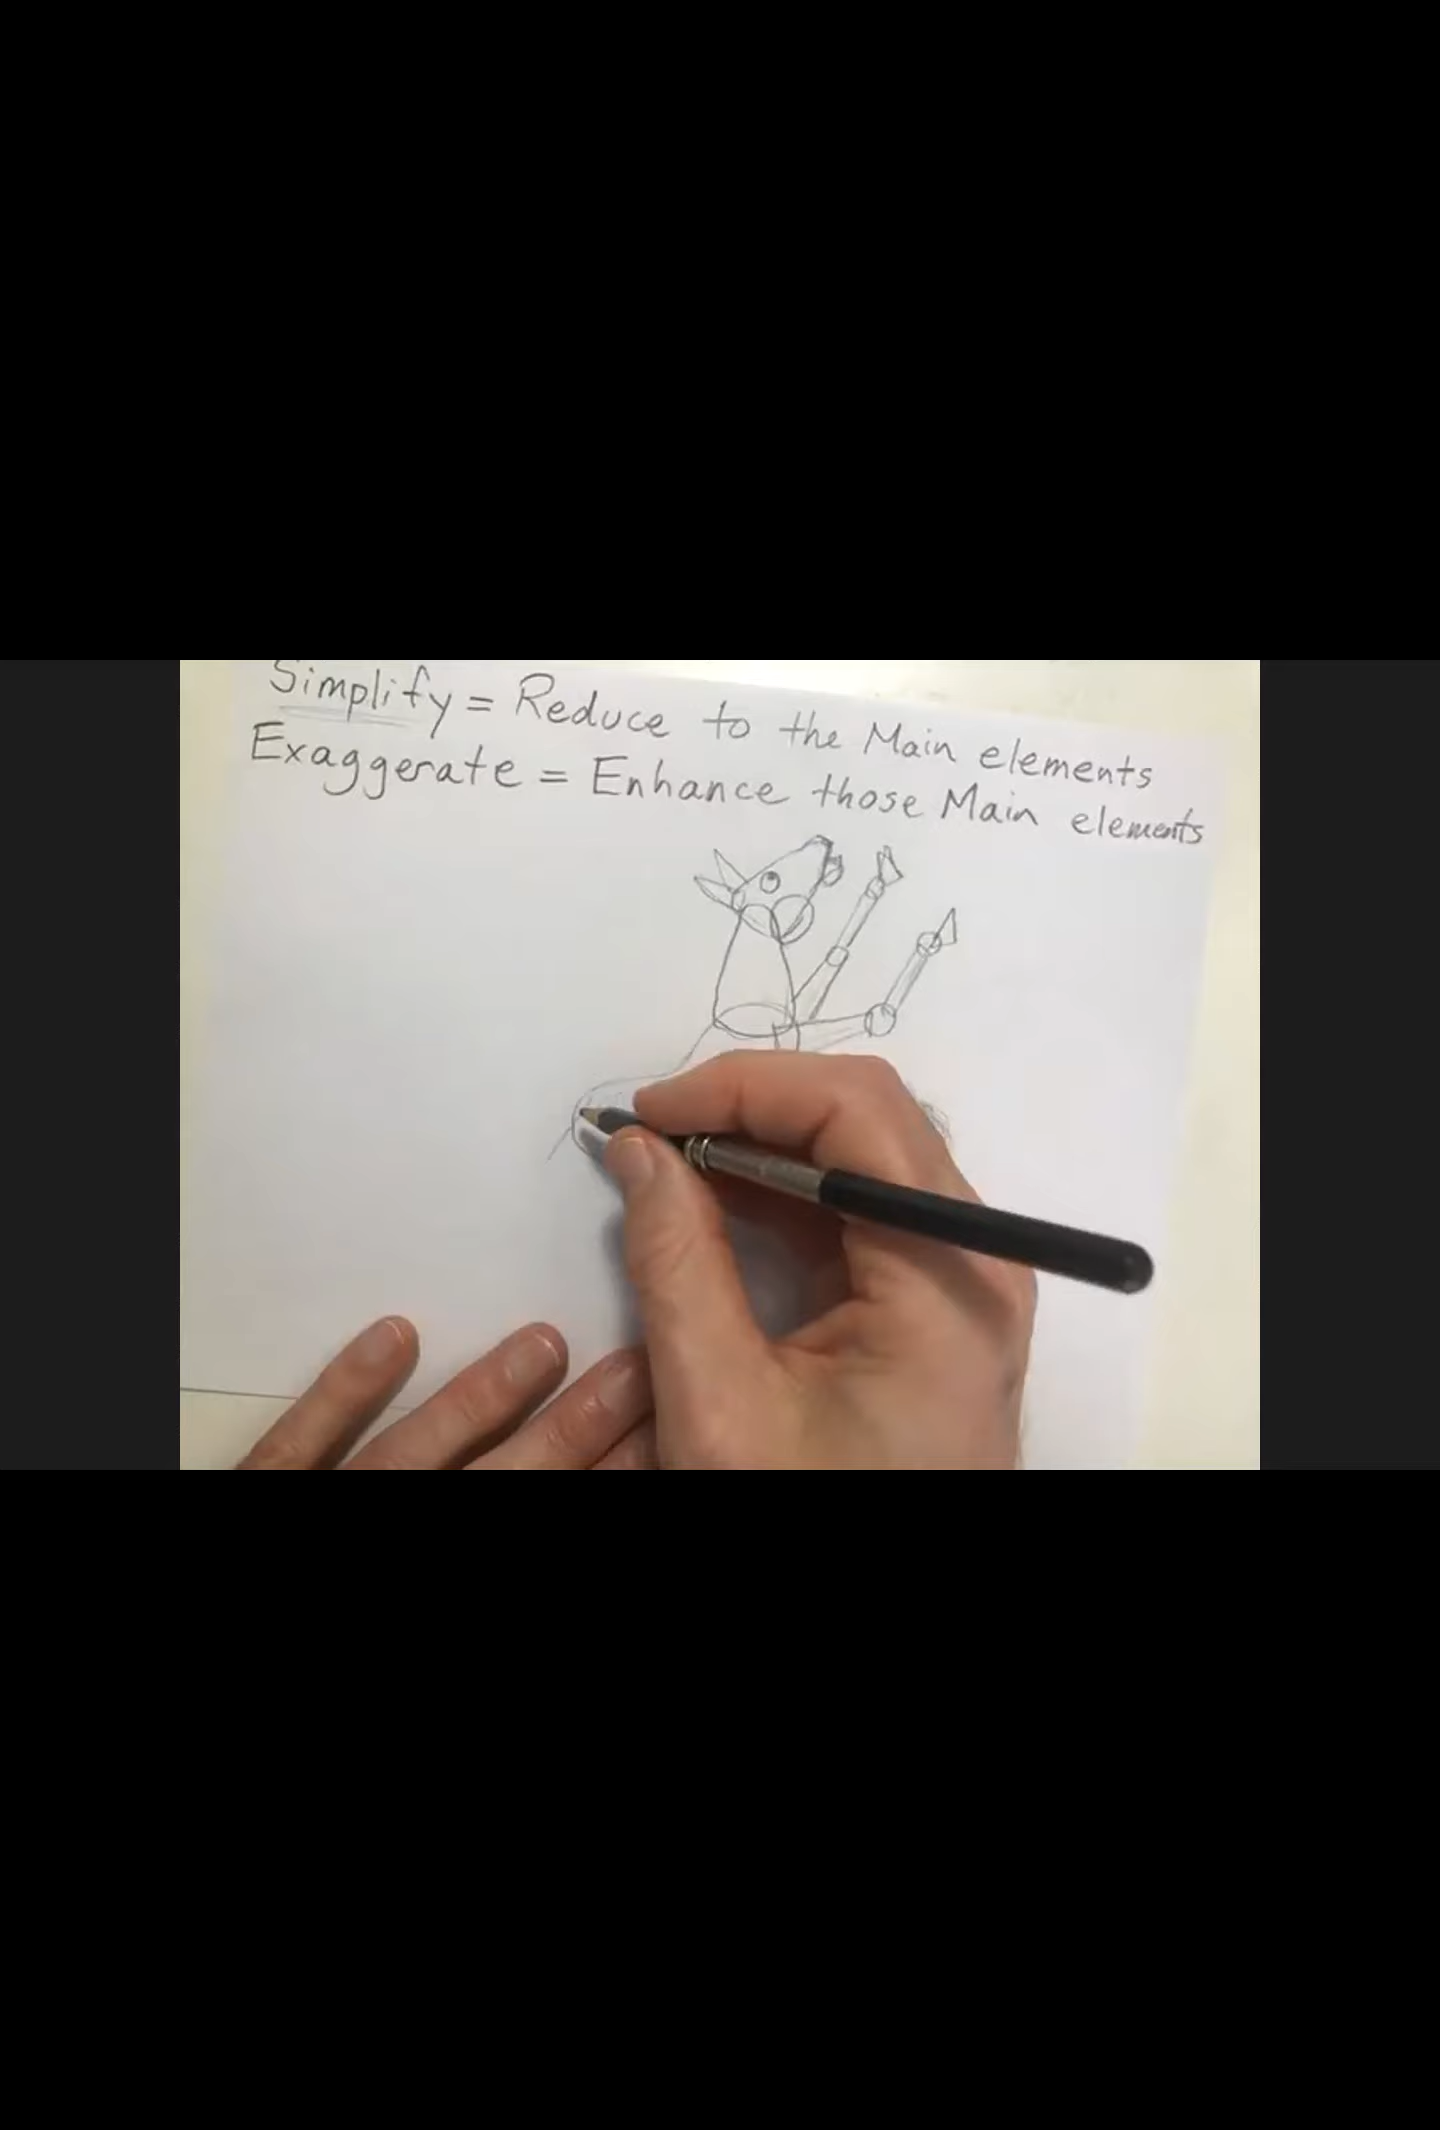 Simplify = Reduce to the Main elements
Exaggerate = Enhance those Main elements